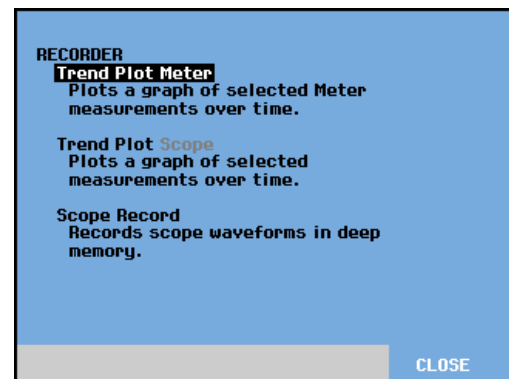 RECORDER
Trend Plot Meter
Plots a graph of selected Meter
measurements over time.
Trend Plot Scope
Plots a graph of selected
measurements over time.
Scope Record
Records scope waveforms in deep
memory.
CLOSE